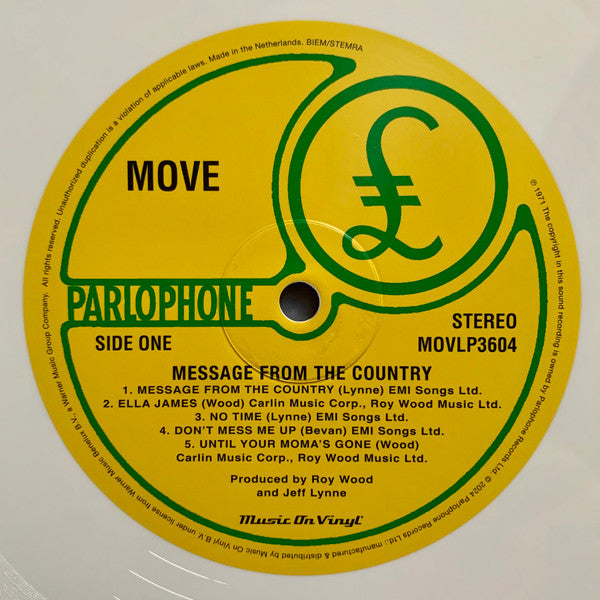 MOVE
£
PARLOPHONE
SIDE ONE
STEREO
MOVLP3604
MESSAGE FROM THE COUNTRY
1. MESSAGE FROM THE COUNTRY (Lynne) EMI Songs Ltd.
2. ELLA JAMES (Wood) Carlin Music Corp., Roy Wood Music Ltd.
3. NO TIME (Lynne) EMI Songs Ltd.
4. DON'T MESS ME UP (Bevan) EMI Songs Ltd.
5. UNTIL YOUR MOMA'S GONE (Wood)
Carlin Music Corp., Roy Wood Music Ltd.
Produced by Roy Wood
and Jeff Lynne
Music On Vinyl
℗ 1971 The copyright in this sound recording is owned by Parlophone Records Ltd © 2024 Parlophone Records Ltd.; manufactured & distributed by Music On Vinyl B.V. under license from Warner Music Benelux B.V., a Warner Music Group Company. All rights reserved. Unauthorized duplication is a violation of applicable laws. Made in the Netherlands. BIEM/STEMRA